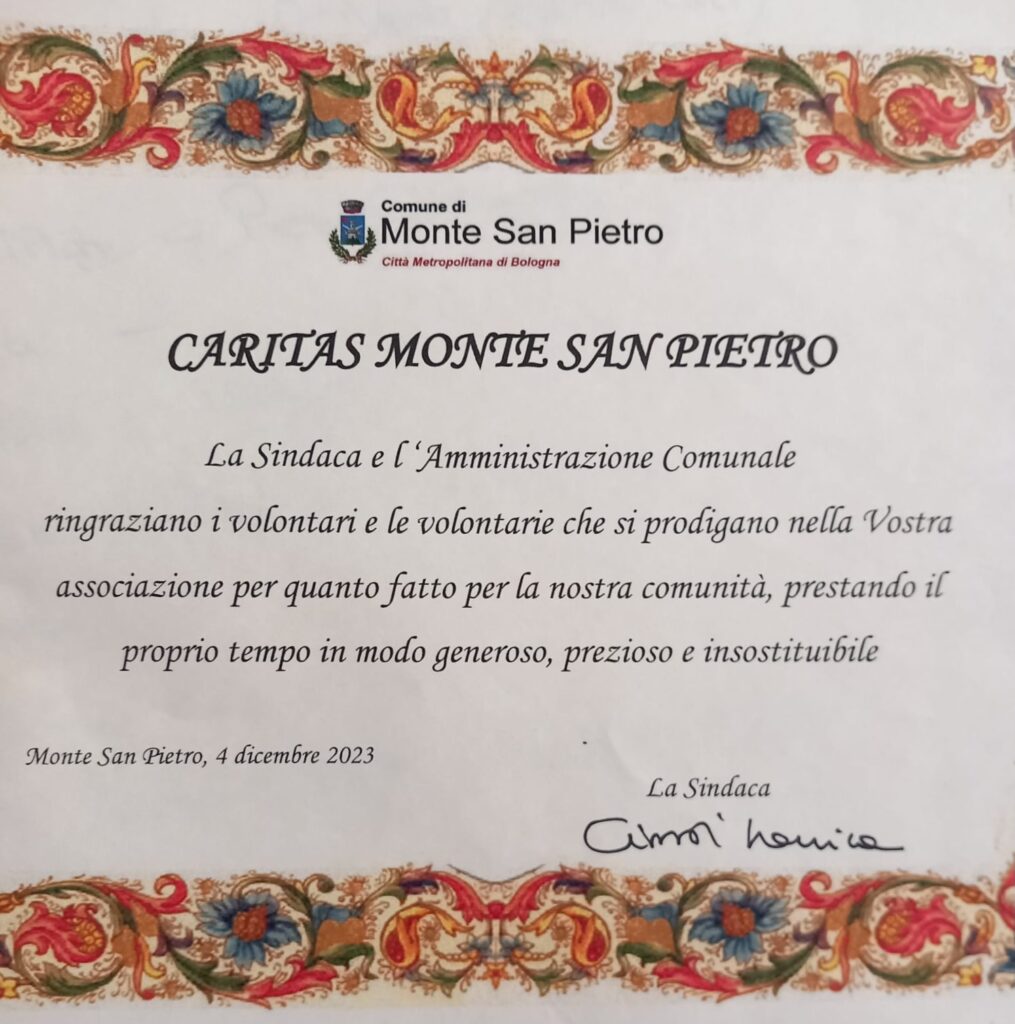 Comune di
Monte San Pietro
Città Metropolitana di Bologna
CARITAS MONTE SAN PIETRO
La Sindaca e l ‘Amministrazione Comunale
ringraziano i volontari e le volontarie che si prodigano nella Vostra
associazione per quanto fatto per la nostra comunità, prestando il
proprio tempo in modo generoso, prezioso e insostituibile
Monte San Pietro, 4 dicembre 2023
La Sindaca